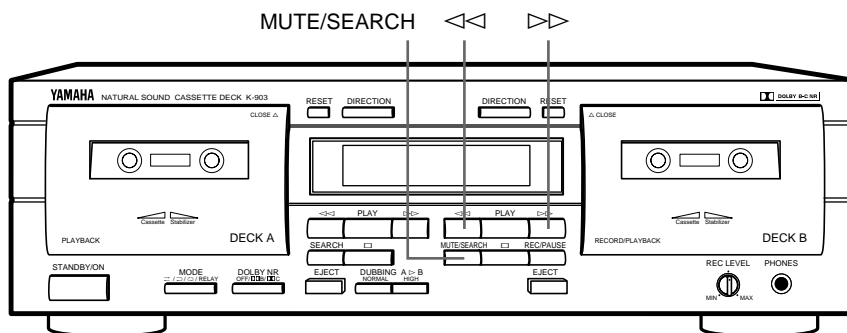 MUTE/SEARCH ◁◁ ▷▷
YAMAHA NATURAL SOUND CASSETTE DECK K-903
RESET DIRECTION DIRECTION RESET
DOLBY B-C NR
CLOSE △
△ CLOSE
Cassette Stabilizer
Cassette Stabilizer
PLAYBACK DECK A
RECORD/PLAYBACK DECK B
◁◁ PLAY ▷▷
◁◁ PLAY ▷▷
SEARCH □
MUTE/SEARCH □ REC/PAUSE
STANDBY/ON
MODE
⇄ / ⊃ / ⊂⊃ / RELAY
DOLBY NR
OFF/B/C
EJECT
DUBBING A ▷ B
NORMAL HIGH
EJECT
REC LEVEL
MIN MAX
PHONES